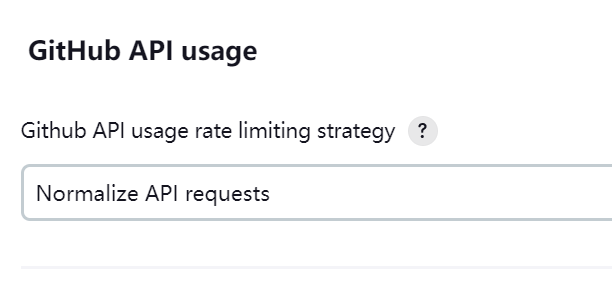 GitHub API usage
Github API usage rate limiting strategy ?
Normalize API requests